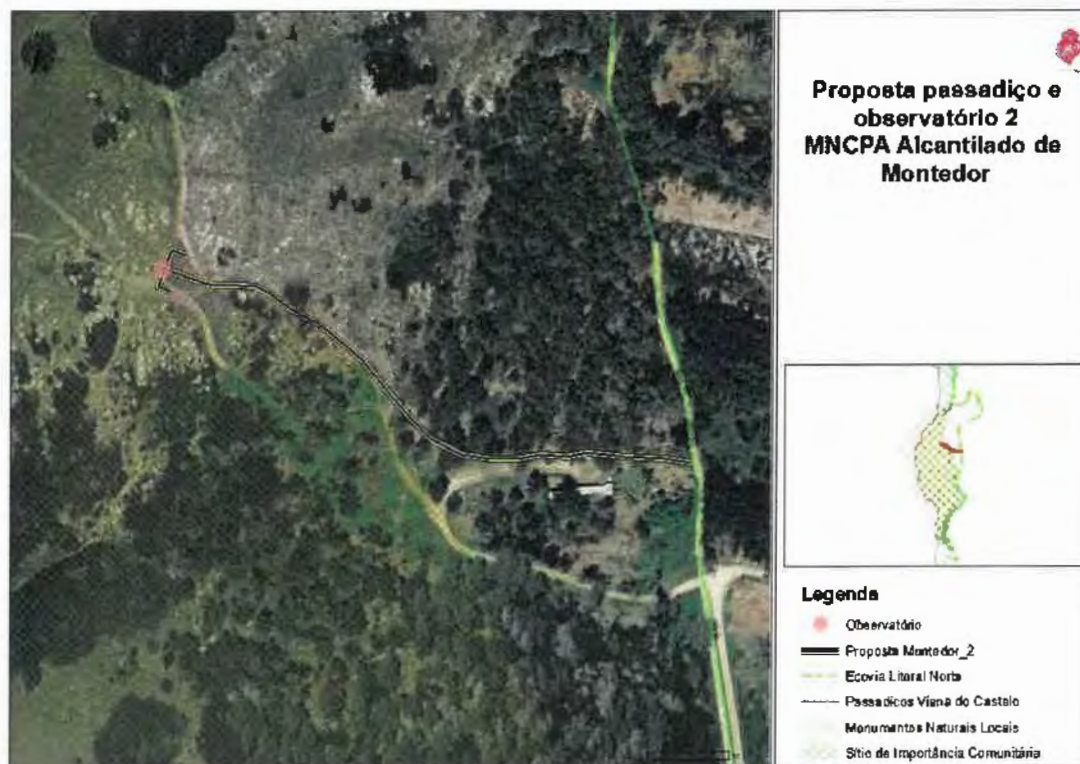 Proposta passadiço e
observatório 2
MNCPA Alcantilado de
Montedor
Legenda
Observatório
Proposta Montedor_2
Ecovia Litoral Norte
Passadicos Viana do Castelo
Monumentos Naturais Locais
Sítio de Importância Comunitária